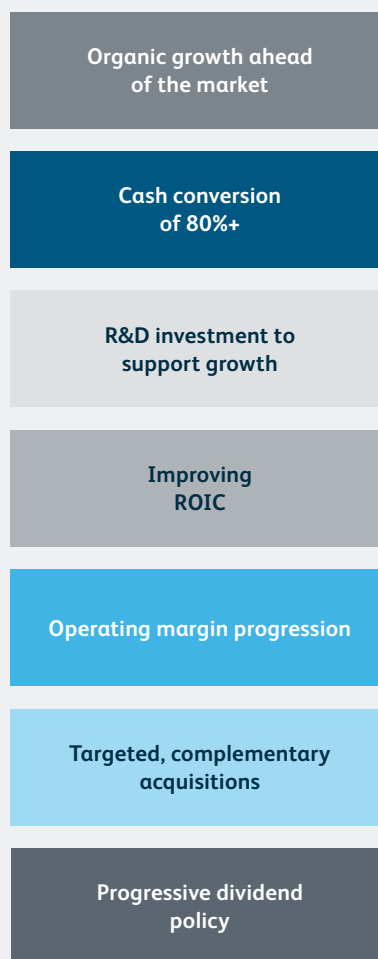 Organic growth ahead
of the market
Cash conversion
of 80%+
R&D investment to
support growth
Improving
ROIC
Operating margin progression
Targeted, complementary
acquisitions
Progressive dividend
policy